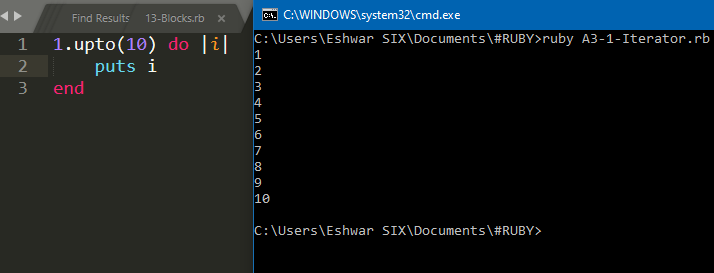 Find Results
13-Blocks.rb ×
1 1.upto(10) do |i|
2 puts i
3 end
C:\WINDOWS\system32\cmd.exe
C:\Users\Eshwar SIX\Documents\#RUBY>ruby A3-1-Iterator.rb
1
2
3
4
5
6
7
8
9
10
C:\Users\Eshwar SIX\Documents\#RUBY>